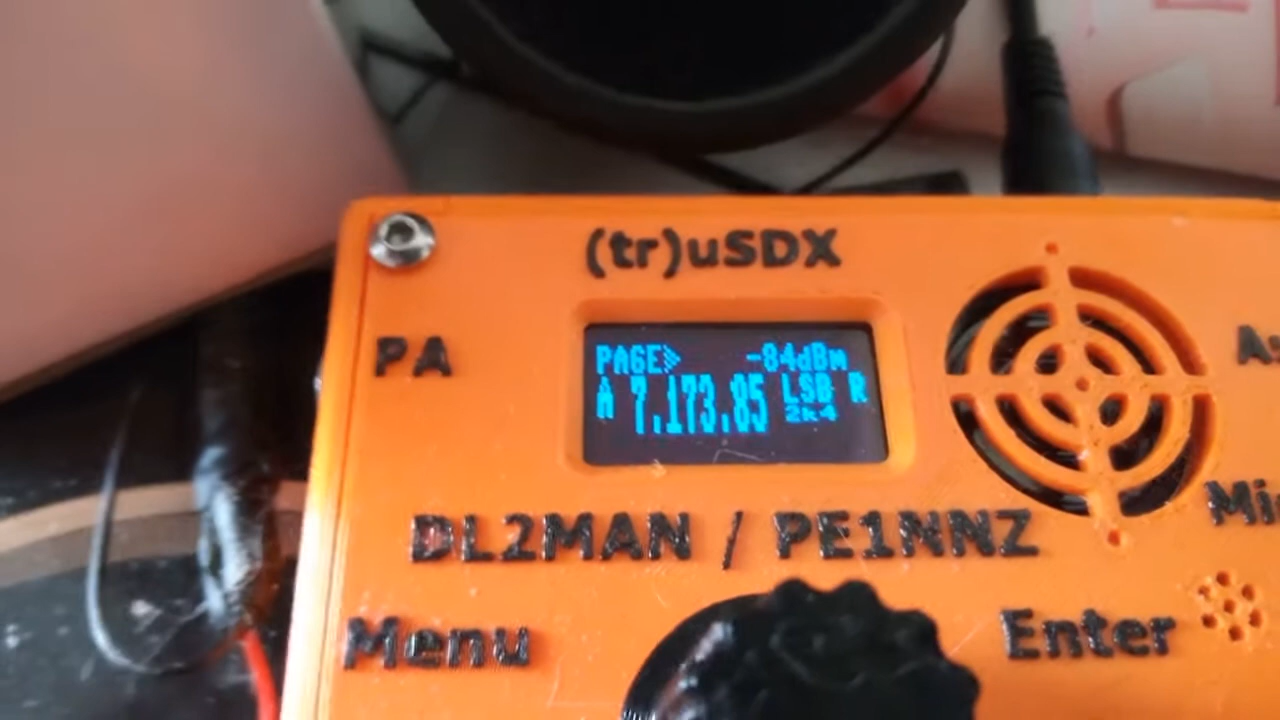 (tr)uSDX
PA
PAGE> -84dBm
A 7.173.85 LSB R
2k4
DL2MAN / PE1NNZ
Menu
Enter